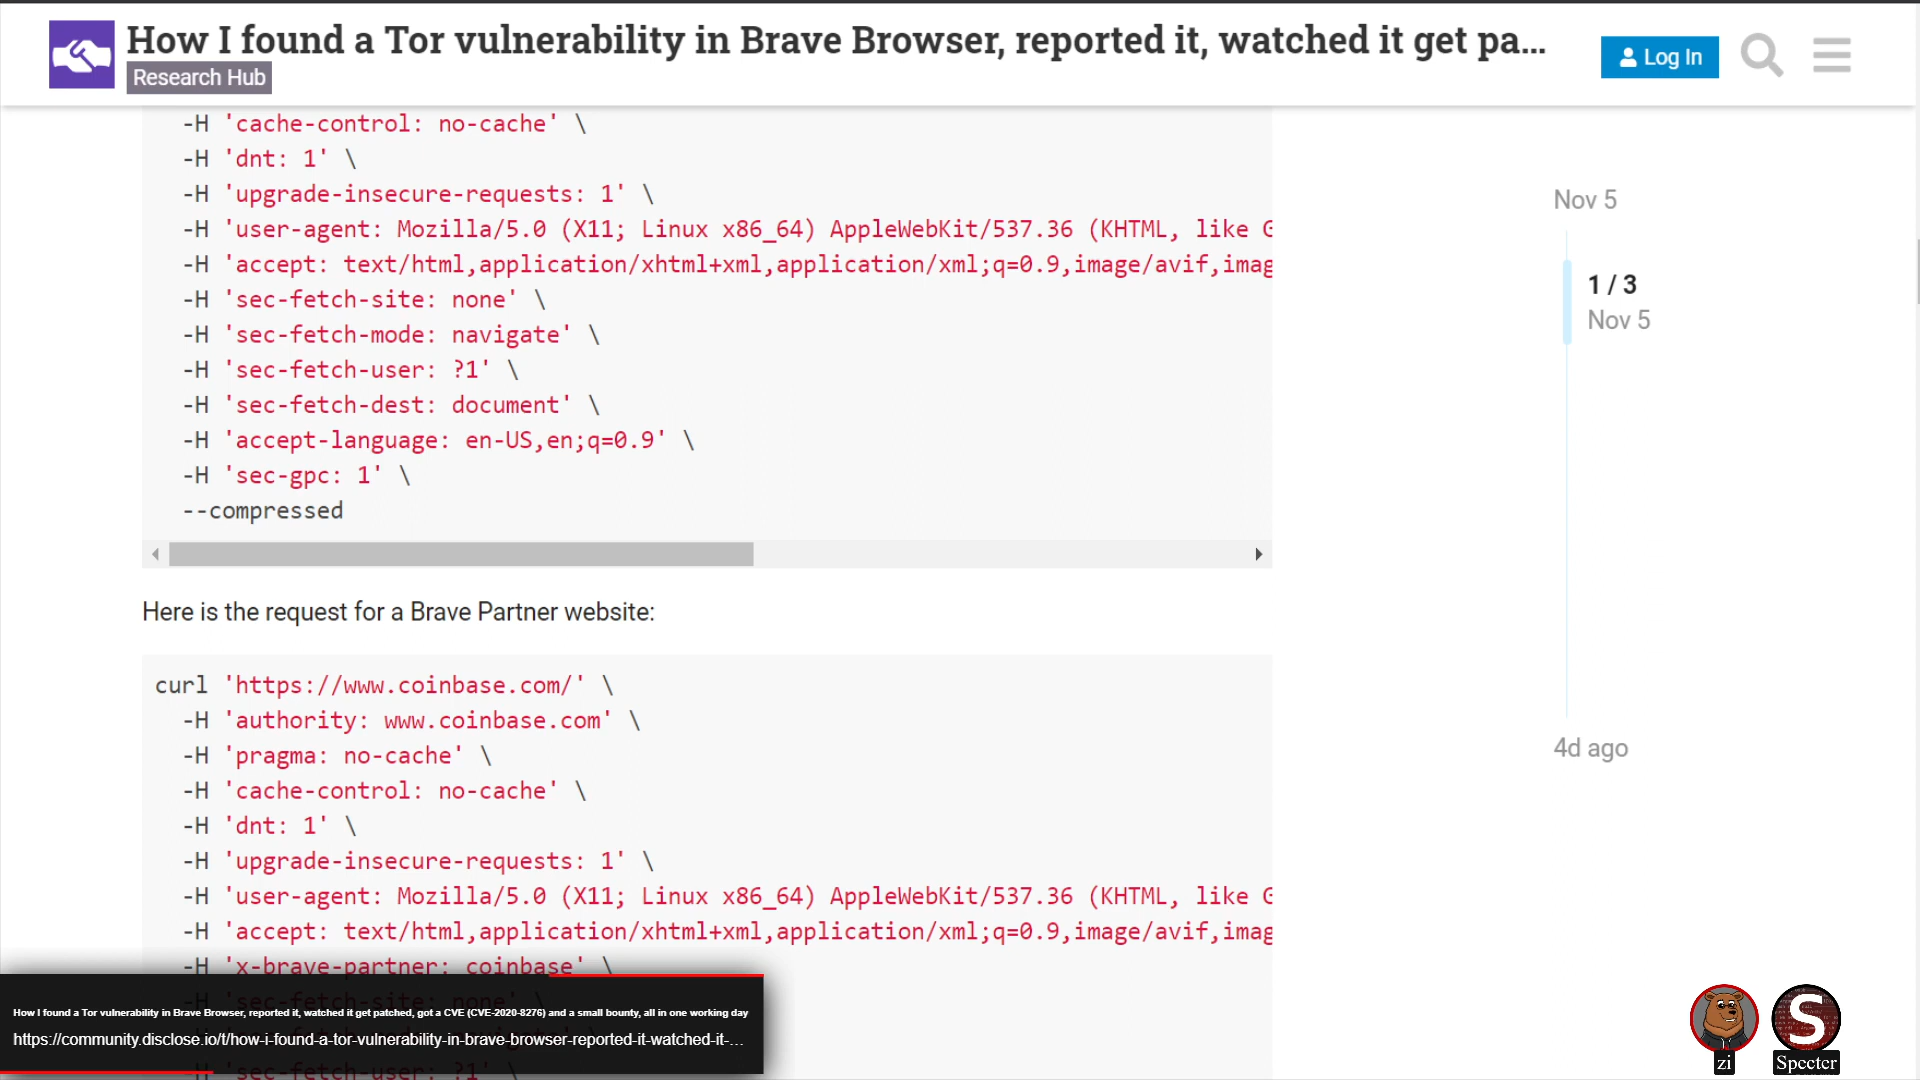 How I found a Tor vulnerability in Brave Browser, reported it, watched it get pa...
Research Hub
Log In
-H 'cache-control: no-cache' \
-H 'dnt: 1' \
-H 'upgrade-insecure-requests: 1' \
-H 'user-agent: Mozilla/5.0 (X11; Linux x86_64) AppleWebKit/537.36 (KHTML, like G
-H 'accept: text/html,application/xhtml+xml,application/xml;q=0.9,image/avif,imag
-H 'sec-fetch-site: none' \
-H 'sec-fetch-mode: navigate' \
-H 'sec-fetch-user: ?1' \
-H 'sec-fetch-dest: document' \
-H 'accept-language: en-US,en;q=0.9' \
-H 'sec-gpc: 1' \
--compressed
Nov 5
1 / 3
Nov 5
4d ago
Here is the request for a Brave Partner website:
curl 'https://www.coinbase.com/' \
-H 'authority: www.coinbase.com' \
-H 'pragma: no-cache' \
-H 'cache-control: no-cache' \
-H 'dnt: 1' \
-H 'upgrade-insecure-requests: 1' \
-H 'user-agent: Mozilla/5.0 (X11; Linux x86_64) AppleWebKit/537.36 (KHTML, like G
-H 'accept: text/html,application/xhtml+xml,application/xml;q=0.9,image/avif,imag
-H 'x-brave-partner: coinbase' \
-H 'sec-fetch-site: none' \
How I found a Tor vulnerability in Brave Browser, reported it, watched it get patched, got a CVE (CVE-2020-8276) and a small bounty, all in one working day
https://community.disclose.io/t/how-i-found-a-tor-vulnerability-in-brave-browser-reported-it-watched-it-...
-H 'sec-fetch-user: ?1' \
zi
S
Specter